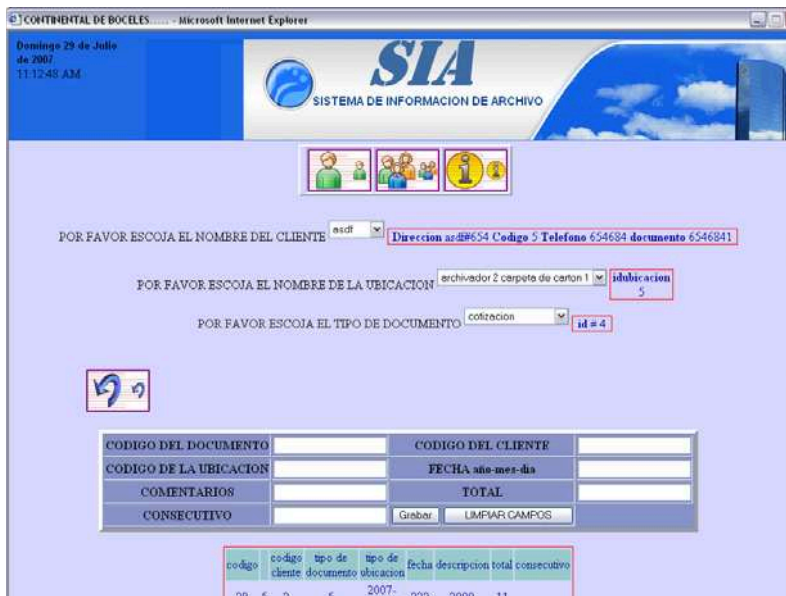 CONTINENTAL DE BOCELES..... - Microsoft Internet Explorer
Domingo 29 de Julio
de 2007
11:12:48 AM
SIA
SISTEMA DE INFORMACION DE ARCHIVO
POR FAVOR ESCOJA EL NOMBRE DEL CLIENTE asdf Direccion asdf#654 Codigo 5 Telefono 654684 documento 6546841
POR FAVOR ESCOJA EL NOMBRE DE LA UBICACION archivador 2 carpeta de carton 1 idubicacion
5
POR FAVOR ESCOJA EL TIPO DE DOCUMENTO cotizacion id # 4
CODIGO DEL DOCUMENTO CODIGO DEL CLIENTE
CODIGO DE LA UBICACION FECHA año-mes-dia
COMENTARIOS TOTAL
CONSECUTIVO Grabar LIMPIAR CAMPOS
codigo codigo cliente tipo de documento tipo de ubicacion fecha descripcion total consecutivo
2007-